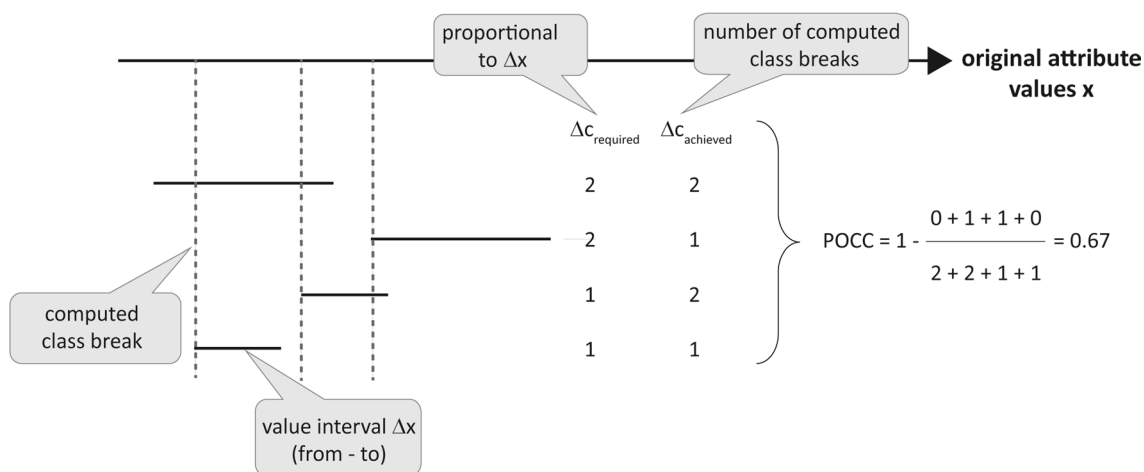 proportional
to Δx
number of computed
class breaks
original attribute
values x
Δc_required Δc_achieved
2 2
2 1
1 2
1 1
0 + 1 + 1 + 0
POCC = 1 - = 0.67
2 + 2 + 1 + 1
computed
class break
value interval Δx
(from - to)